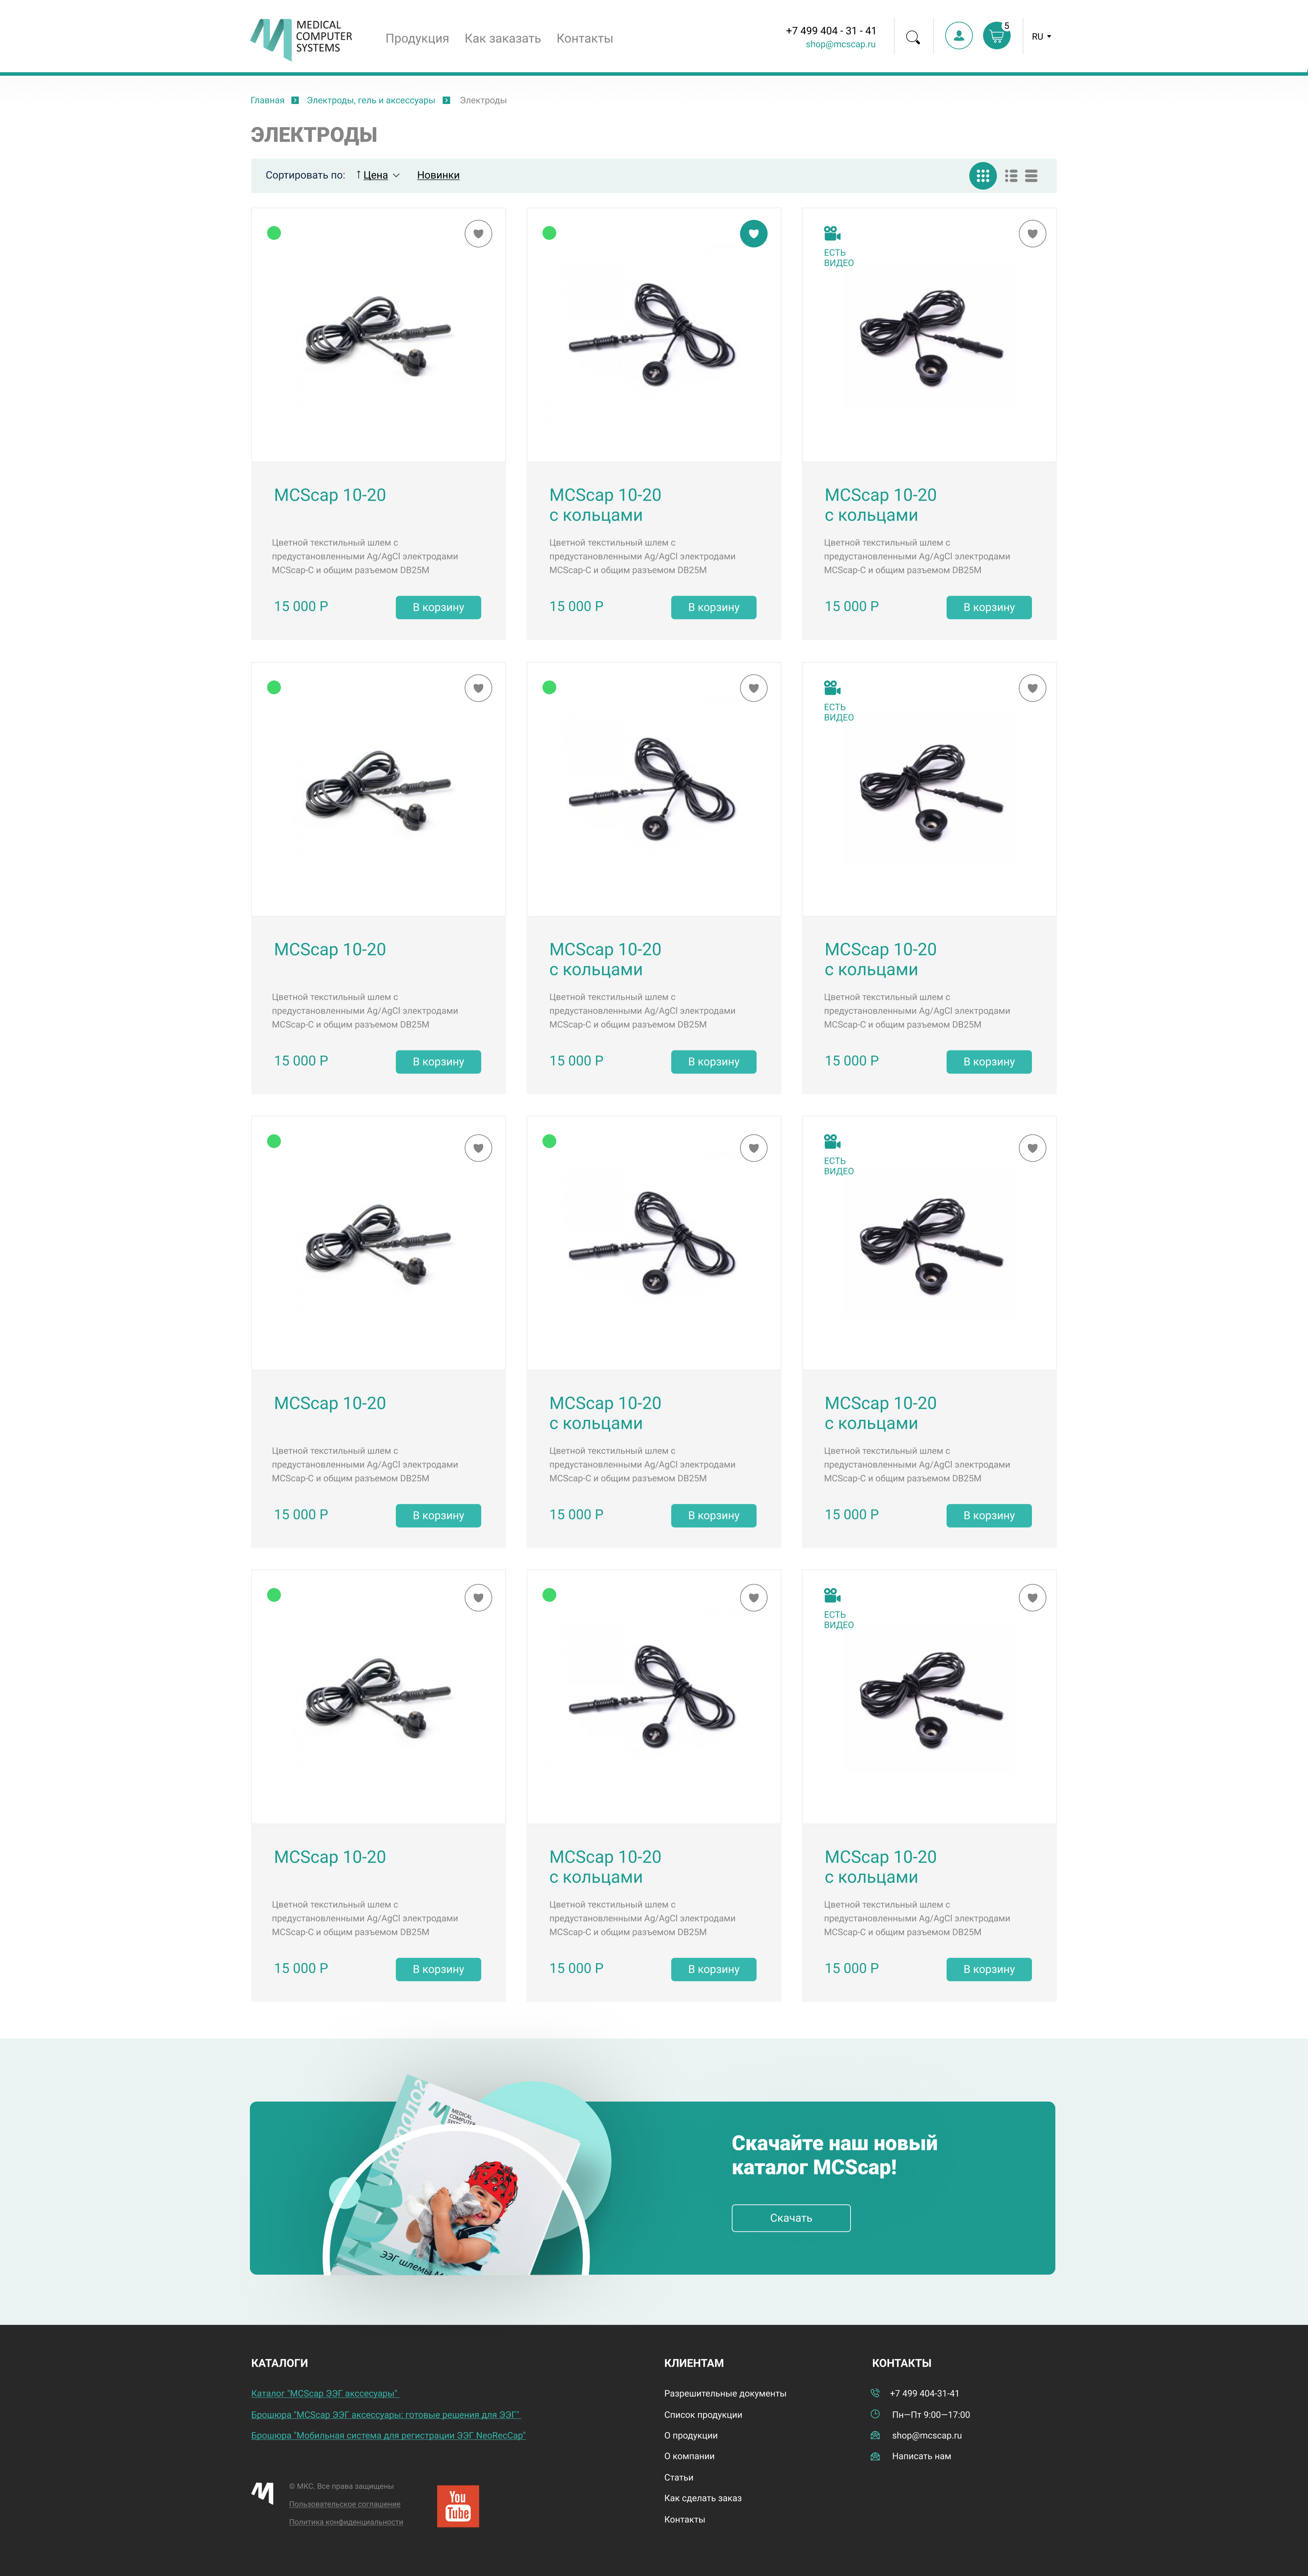 MEDICAL
COMPUTER
SYSTEMS
Продукция Как заказать Контакты
+7 499 404 - 31 - 41
shop@mcscap.ru
5
RU
Главная Электроды, гель и аксессуары Электроды
ЭЛЕКТРОДЫ
Сортировать по: ↑ Цена Новинки
ЕСТЬ
ВИДЕО
MCScap 10-20
Цветной текстильный шлем с
предустановленными Ag/AgCl электродами
MCScap-C и общим разъемом DB25M
15 000 Р В корзину
MCScap 10-20
с кольцами
Цветной текстильный шлем с
предустановленными Ag/AgCl электродами
MCScap-C и общим разъемом DB25M
15 000 Р В корзину
MCScap 10-20
с кольцами
Цветной текстильный шлем с
предустановленными Ag/AgCl электродами
MCScap-C и общим разъемом DB25M
15 000 Р В корзину
ЕСТЬ
ВИДЕО
MCScap 10-20
Цветной текстильный шлем с
предустановленными Ag/AgCl электродами
MCScap-C и общим разъемом DB25M
15 000 Р В корзину
MCScap 10-20
с кольцами
Цветной текстильный шлем с
предустановленными Ag/AgCl электродами
MCScap-C и общим разъемом DB25M
15 000 Р В корзину
MCScap 10-20
с кольцами
Цветной текстильный шлем с
предустановленными Ag/AgCl электродами
MCScap-C и общим разъемом DB25M
15 000 Р В корзину
ЕСТЬ
ВИДЕО
MCScap 10-20
Цветной текстильный шлем с
предустановленными Ag/AgCl электродами
MCScap-C и общим разъемом DB25M
15 000 Р В корзину
MCScap 10-20
с кольцами
Цветной текстильный шлем с
предустановленными Ag/AgCl электродами
MCScap-C и общим разъемом DB25M
15 000 Р В корзину
MCScap 10-20
с кольцами
Цветной текстильный шлем с
предустановленными Ag/AgCl электродами
MCScap-C и общим разъемом DB25M
15 000 Р В корзину
ЕСТЬ
ВИДЕО
MCScap 10-20
Цветной текстильный шлем с
предустановленными Ag/AgCl электродами
MCScap-C и общим разъемом DB25M
15 000 Р В корзину
MCScap 10-20
с кольцами
Цветной текстильный шлем с
предустановленными Ag/AgCl электродами
MCScap-C и общим разъемом DB25M
15 000 Р В корзину
MCScap 10-20
с кольцами
Цветной текстильный шлем с
предустановленными Ag/AgCl электродами
MCScap-C и общим разъемом DB25M
15 000 Р В корзину
Каталог
MEDICAL
COMPUTER
ЭЭГ шлемы
Скачайте наш новый
каталог MCScap!
Скачать
КАТАЛОГИ
Каталог "MCScap ЭЭГ акссесуары"
Брошюра "MCScap ЭЭГ аксессуары: готовые решения для ЭЭГ"
Брошюра "Мобильная система для регистрации ЭЭГ NeoRecCap"
© МКС. Все права защищены
Пользовательское соглашение
Политика конфиденциальности
You
Tube
КЛИЕНТАМ
Разрешительные документы
Список продукции
О продукции
О компании
Статьи
Как сделать заказ
Контакты
КОНТАКТЫ
+7 499 404-31-41
Пн—Пт 9:00—17:00
shop@mcscap.ru
Написать нам